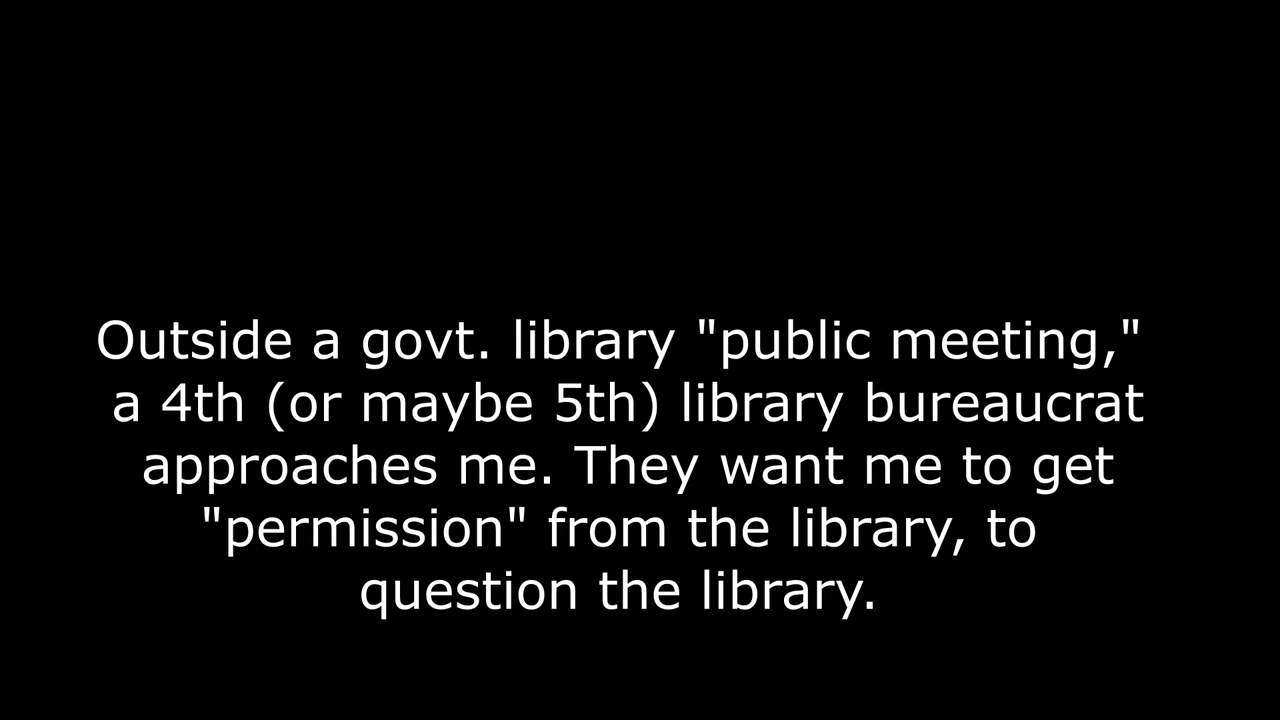 Outside a govt. library "public meeting,"
a 4th (or maybe 5th) library bureaucrat
approaches me. They want me to get
"permission" from the library, to
question the library.